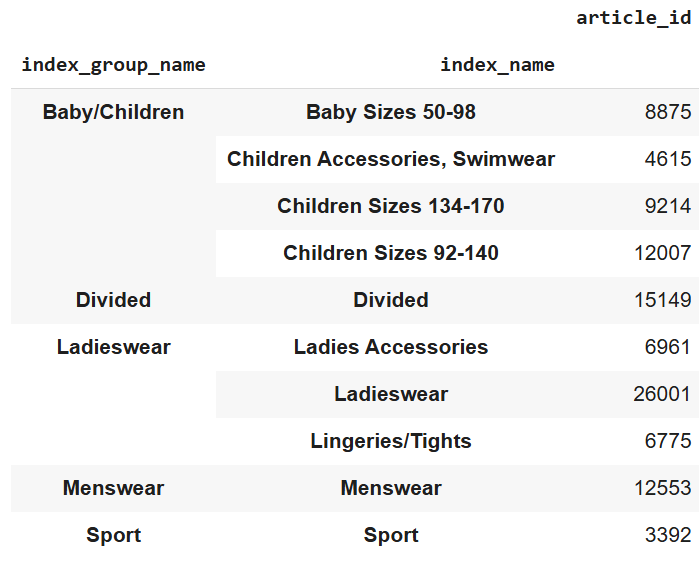 article_id
index_group_name index_name
Baby/Children Baby Sizes 50-98 8875
Children Accessories, Swimwear 4615
Children Sizes 134-170 9214
Children Sizes 92-140 12007
Divided Divided 15149
Ladieswear Ladies Accessories 6961
Ladieswear 26001
Lingeries/Tights 6775
Menswear Menswear 12553
Sport Sport 3392